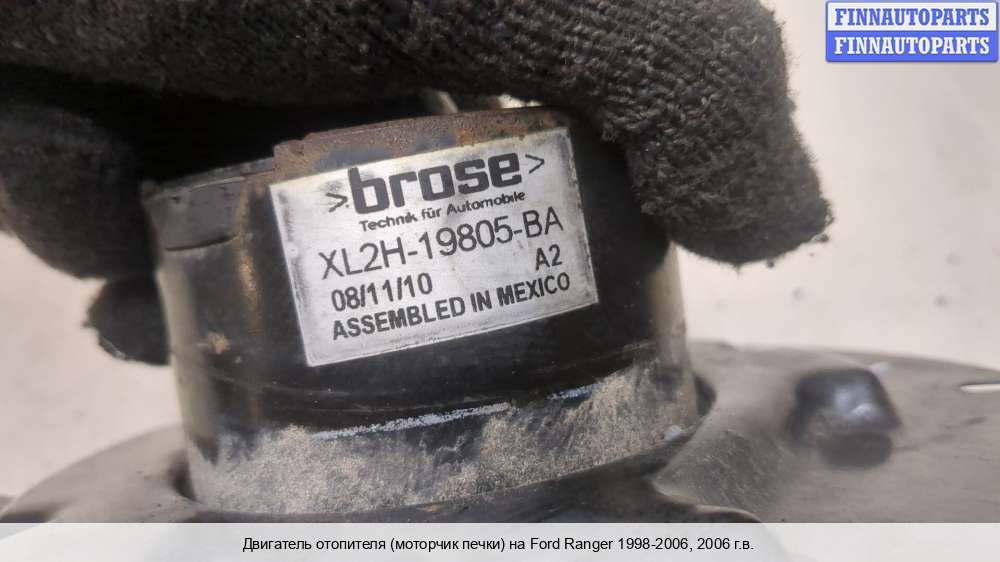 FINNAUTOPARTS
FINNAUTOPARTS
>brose>
Technik für Automobile
XL2H-19805-BA
08/11/10 A2
ASSEMBLED IN MEXICO
Двигатель отопителя (моторчик печки) на Ford Ranger 1998-2006, 2006 г.в.